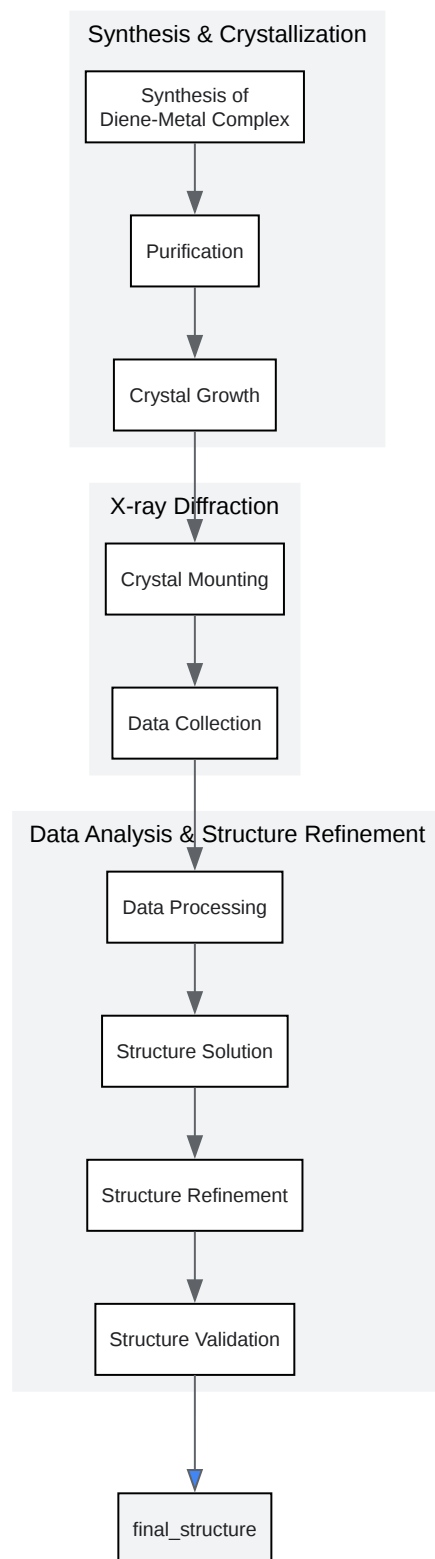 Synthesis & Crystallization
Synthesis of
Diene-Metal Complex
Purification
Crystal Growth
X-ray Diffraction
Crystal Mounting
Data Collection
Data Analysis & Structure Refinement
Data Processing
Structure Solution
Structure Refinement
Structure Validation
final_structure